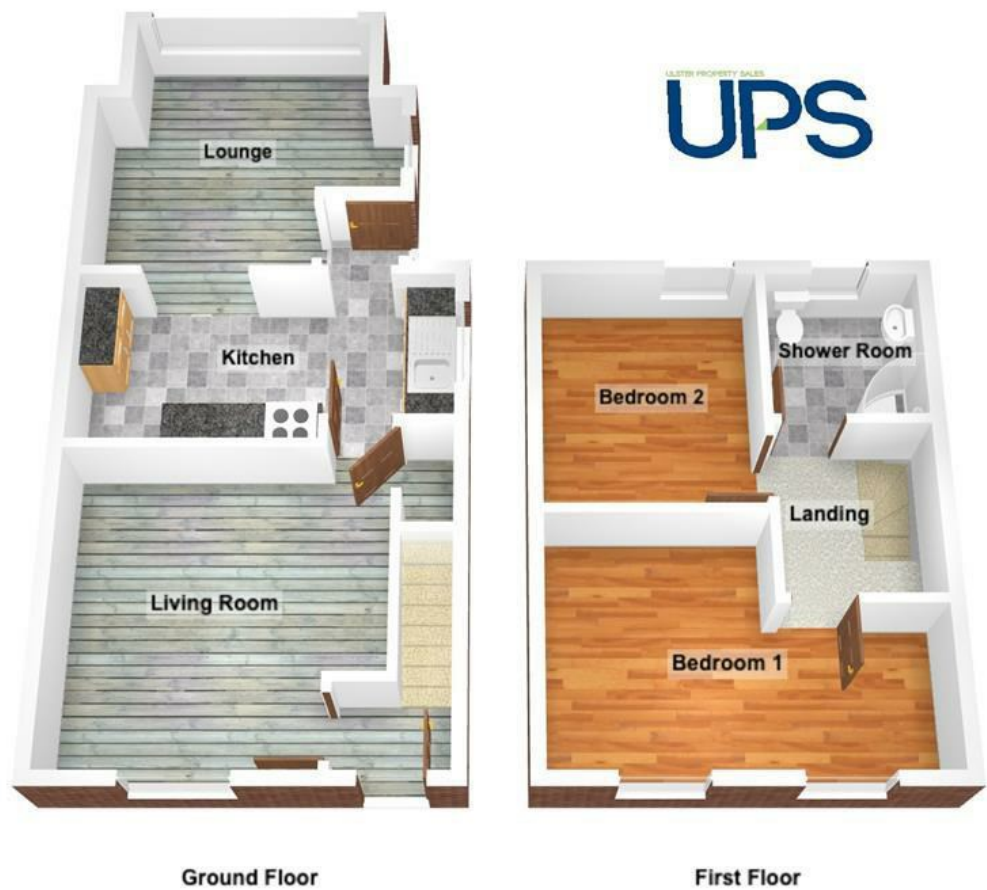 ULSTER PROPERTY SALES
UPS
Lounge
Kitchen
Living Room
Ground Floor
Shower Room
Bedroom 2
Landing
Bedroom 1
First Floor